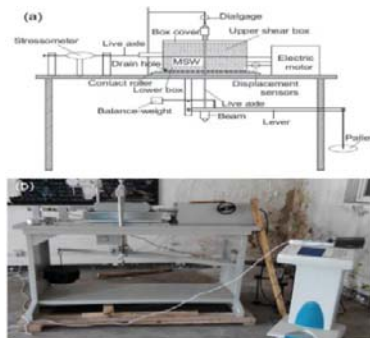 (a)
Dialgage
Stressometer
Box cover
Upper shear box
Live axle
Electric
motor
Drain hole
MSW
Contact roller
Displacement
sensors
Lower box
Live axle
Balance-weight
Lever
Beam
Pallet
(b)